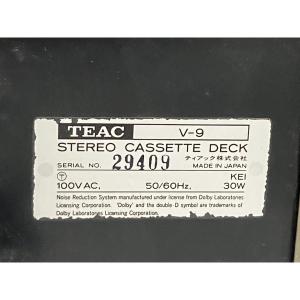 TEAC V-9
STEREO CASSETTE DECK
ティアック株式会社
SERIAL NO. 29409 MADE IN JAPAN
Ⓣ KEI
100V AC, 50/60Hz, 30W
Noise Reduction System manufactured under license from Dolby Laboratories
Licensing Corporation. 'Dolby' and the double-D symbol are trademarks of
Dolby Laboratories Licensing Corporation.